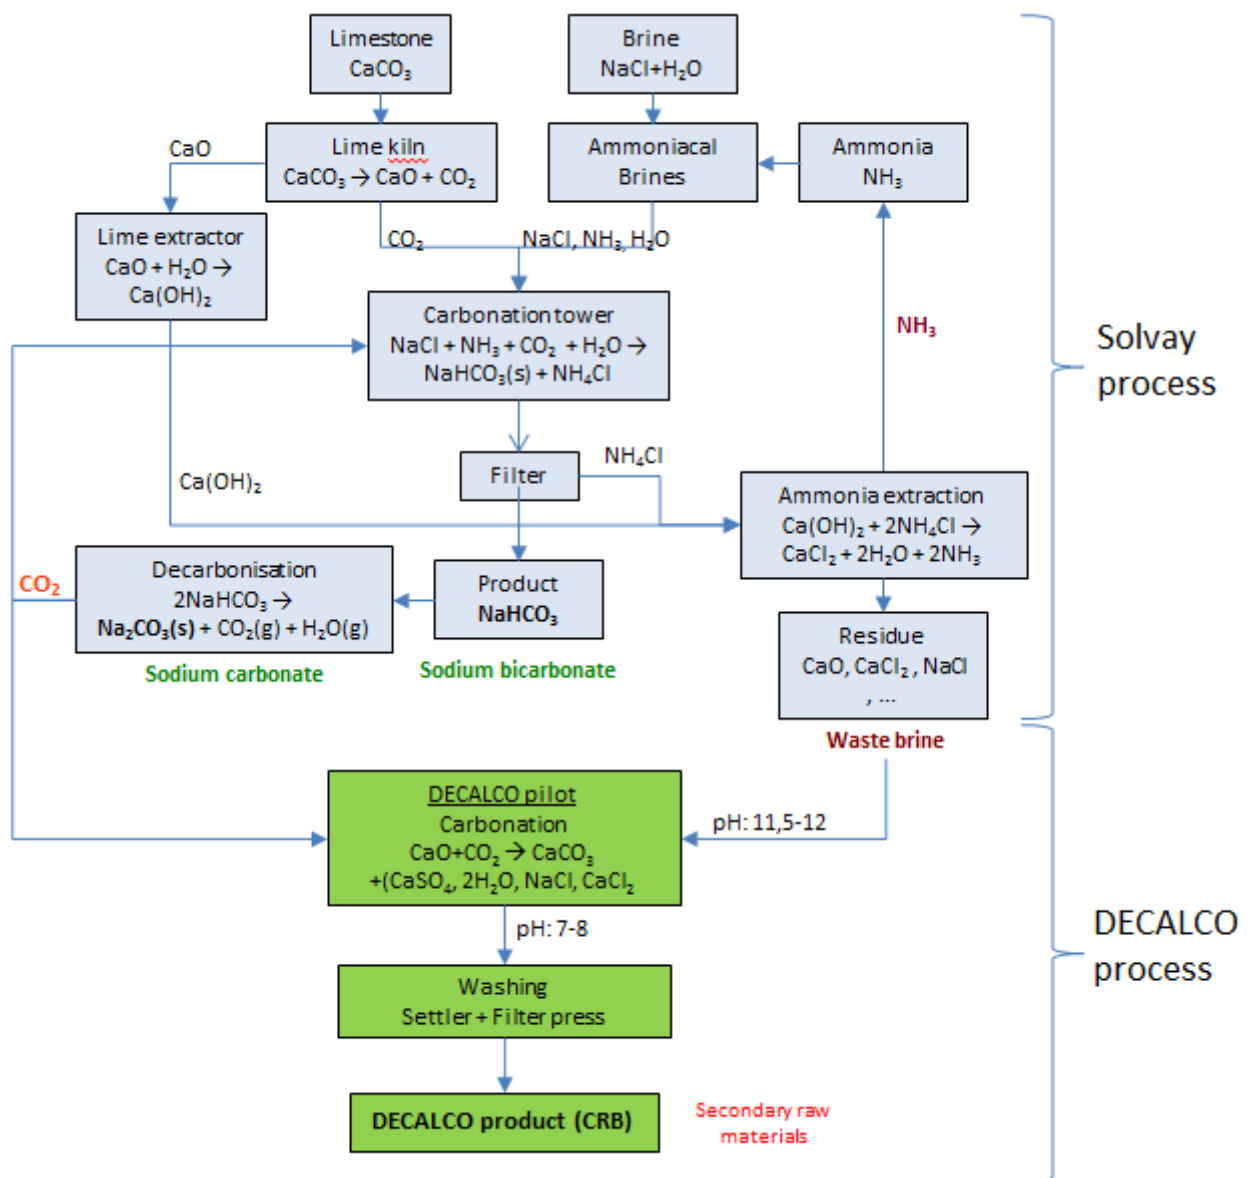 Limestone
CaCO₃
Brine
NaCl+H₂O
Lime kiln
CaCO₃ → CaO + CO₂
Ammoniacal
Brines
Ammonia
NH₃
CaO
Lime extractor
CaO + H₂O →
Ca(OH)₂
CO₂
NaCl, NH₃, H₂O
Carbonation tower
NaCl + NH₃ + CO₂ + H₂O →
NaHCO₃(s) + NH₄Cl
NH₃
Solvay
process
Filter
NH₄Cl
Ca(OH)₂
Ammonia extraction
Ca(OH)₂ + 2NH₄Cl →
CaCl₂ + 2H₂O + 2NH₃
CO₂
Decarbonisation
2NaHCO₃ →
Na₂CO₃(s) + CO₂(g) + H₂O(g)
Sodium carbonate
Product
NaHCO₃
Sodium bicarbonate
Residue
CaO, CaCl₂ , NaCl
, ...
Waste brine
DECALCO pilot
Carbonation
CaO+CO₂ → CaCO₃
+(CaSO₄, 2H₂O, NaCl, CaCl₂
pH: 11,5-12
pH: 7-8
DECALCO
process
Washing
Settler + Filter press
DECALCO product (CRB)
Secondary raw
materials